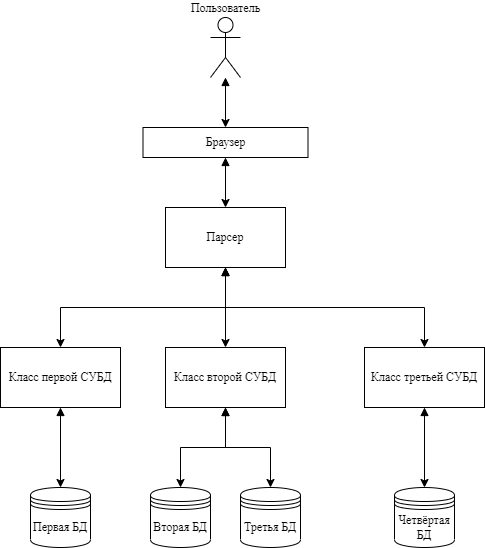 Пользователь
Браузер
Парсер
Класс первой СУБД
Класс второй СУБД
Класс третьей СУБД
Первая БД
Вторая БД
Третья БД
Четвёртая
БД